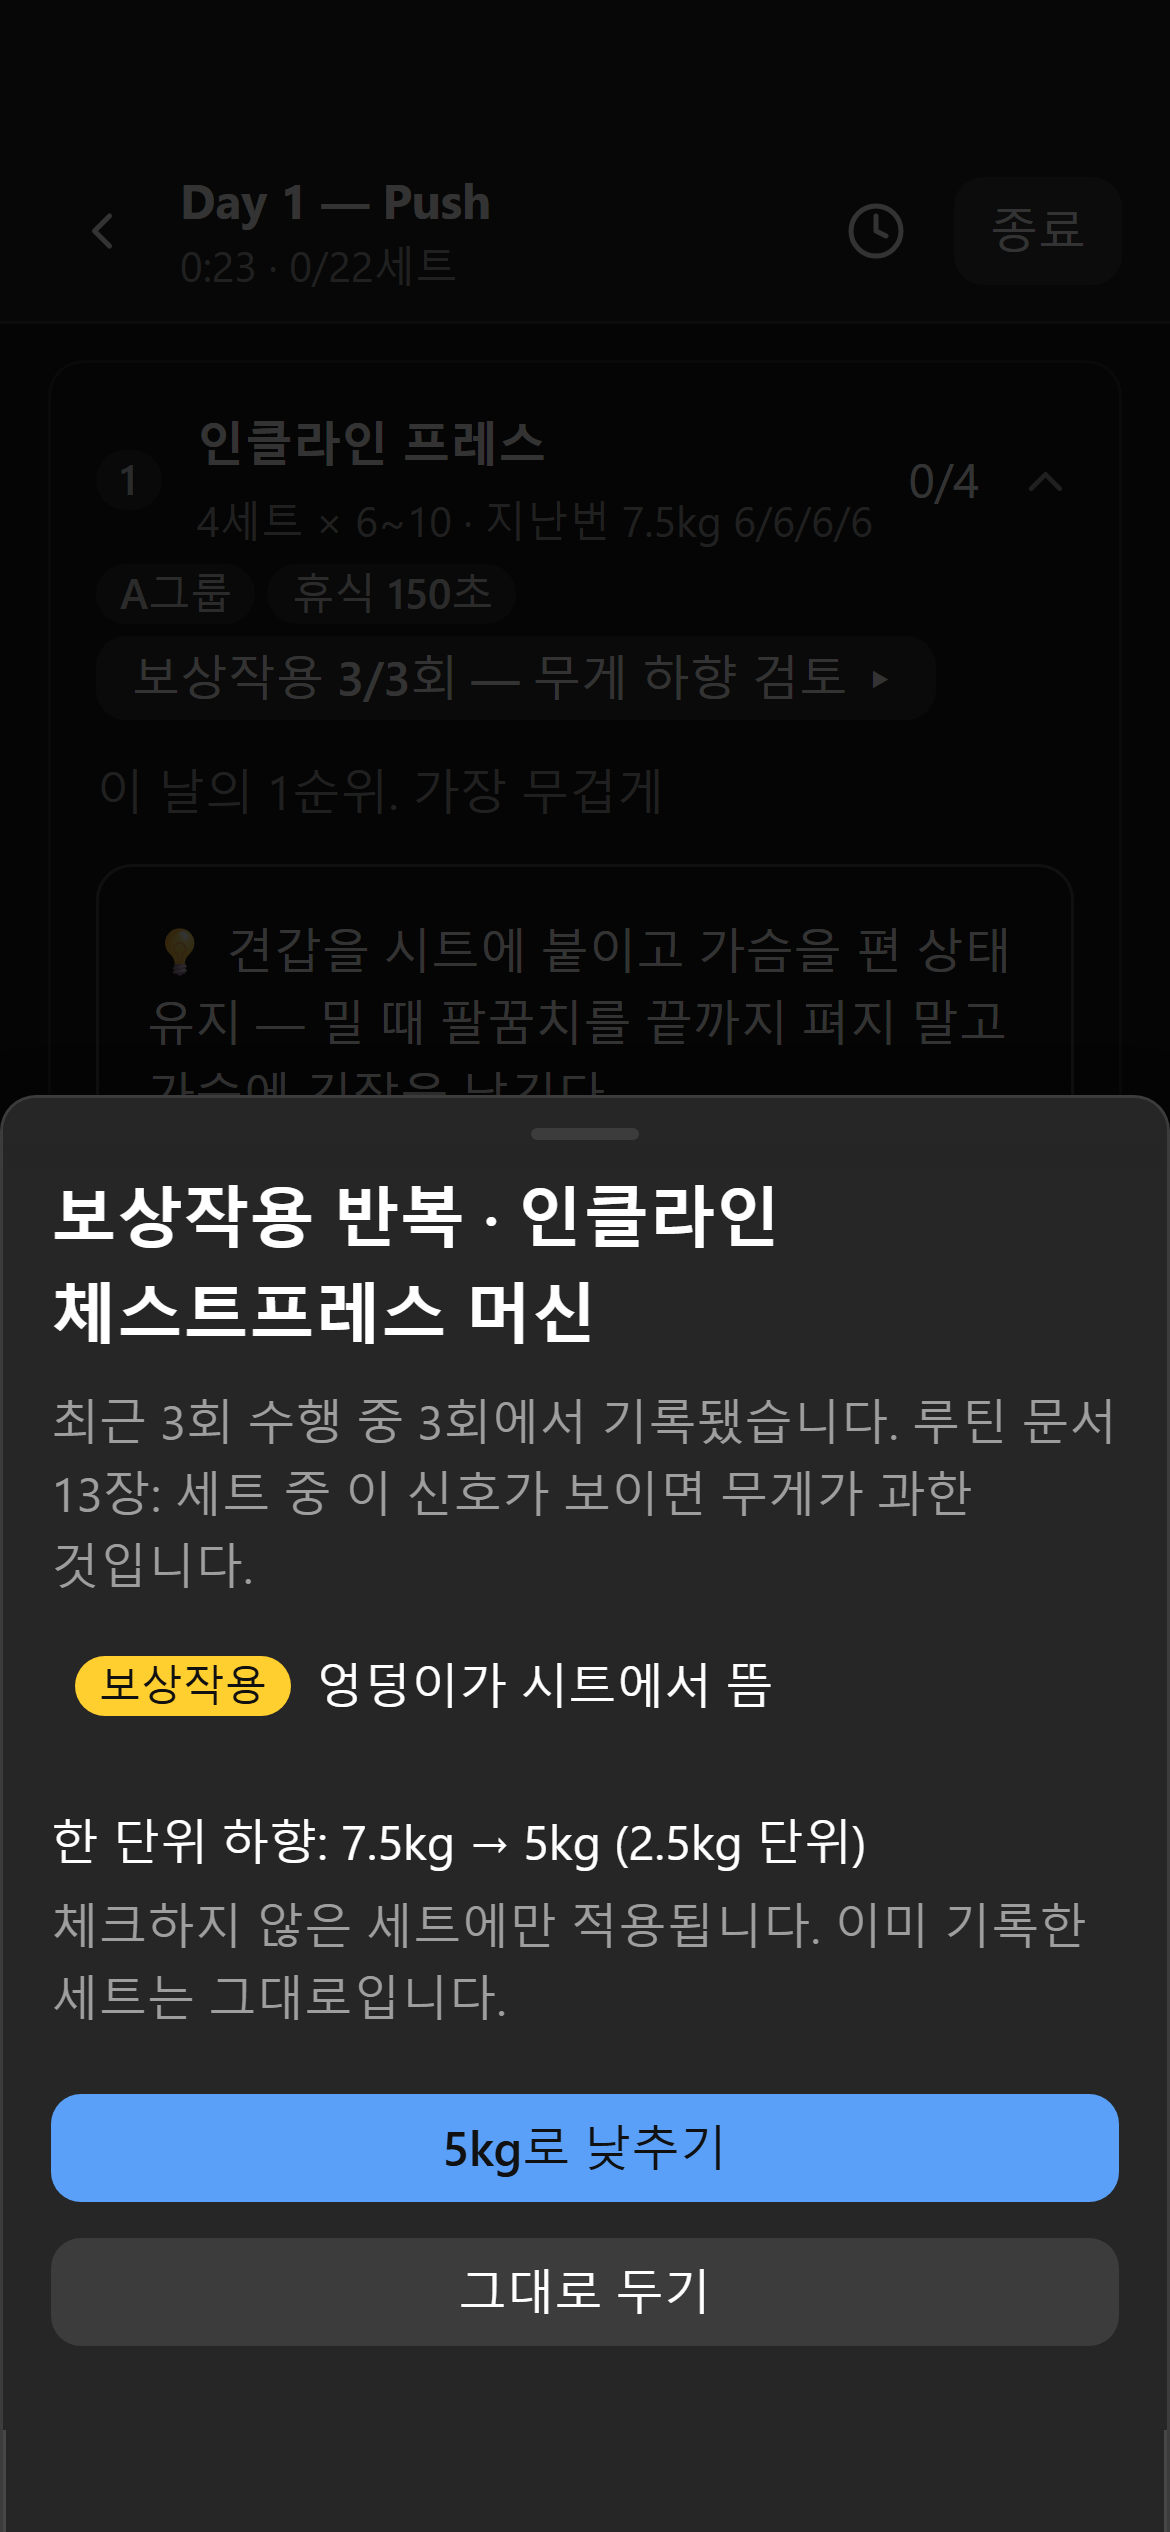 Day 1 — Push
0:23 · 0/22세트
종료
1
인클라인 프레스
4세트 × 6~10 · 지난번 7.5kg 6/6/6/6
0/4
A그룹
휴식 150초
보상작용 3/3회 — 무게 하향 검토 ▸
이 날의 1순위. 가장 무겁게
💡 견갑을 시트에 붙이고 가슴을 편 상태
유지 — 밀 때 팔꿈치를 끝까지 펴지 말고
가슴에 긴장을 남긴다
보상작용 반복 · 인클라인
체스트프레스 머신
최근 3회 수행 중 3회에서 기록됐습니다. 루틴 문서
13장: 세트 중 이 신호가 보이면 무게가 과한
것입니다.
보상작용 엉덩이가 시트에서 뜸
한 단위 하향: 7.5kg → 5kg (2.5kg 단위)
체크하지 않은 세트에만 적용됩니다. 이미 기록한
세트는 그대로입니다.
5kg로 낮추기
그대로 두기